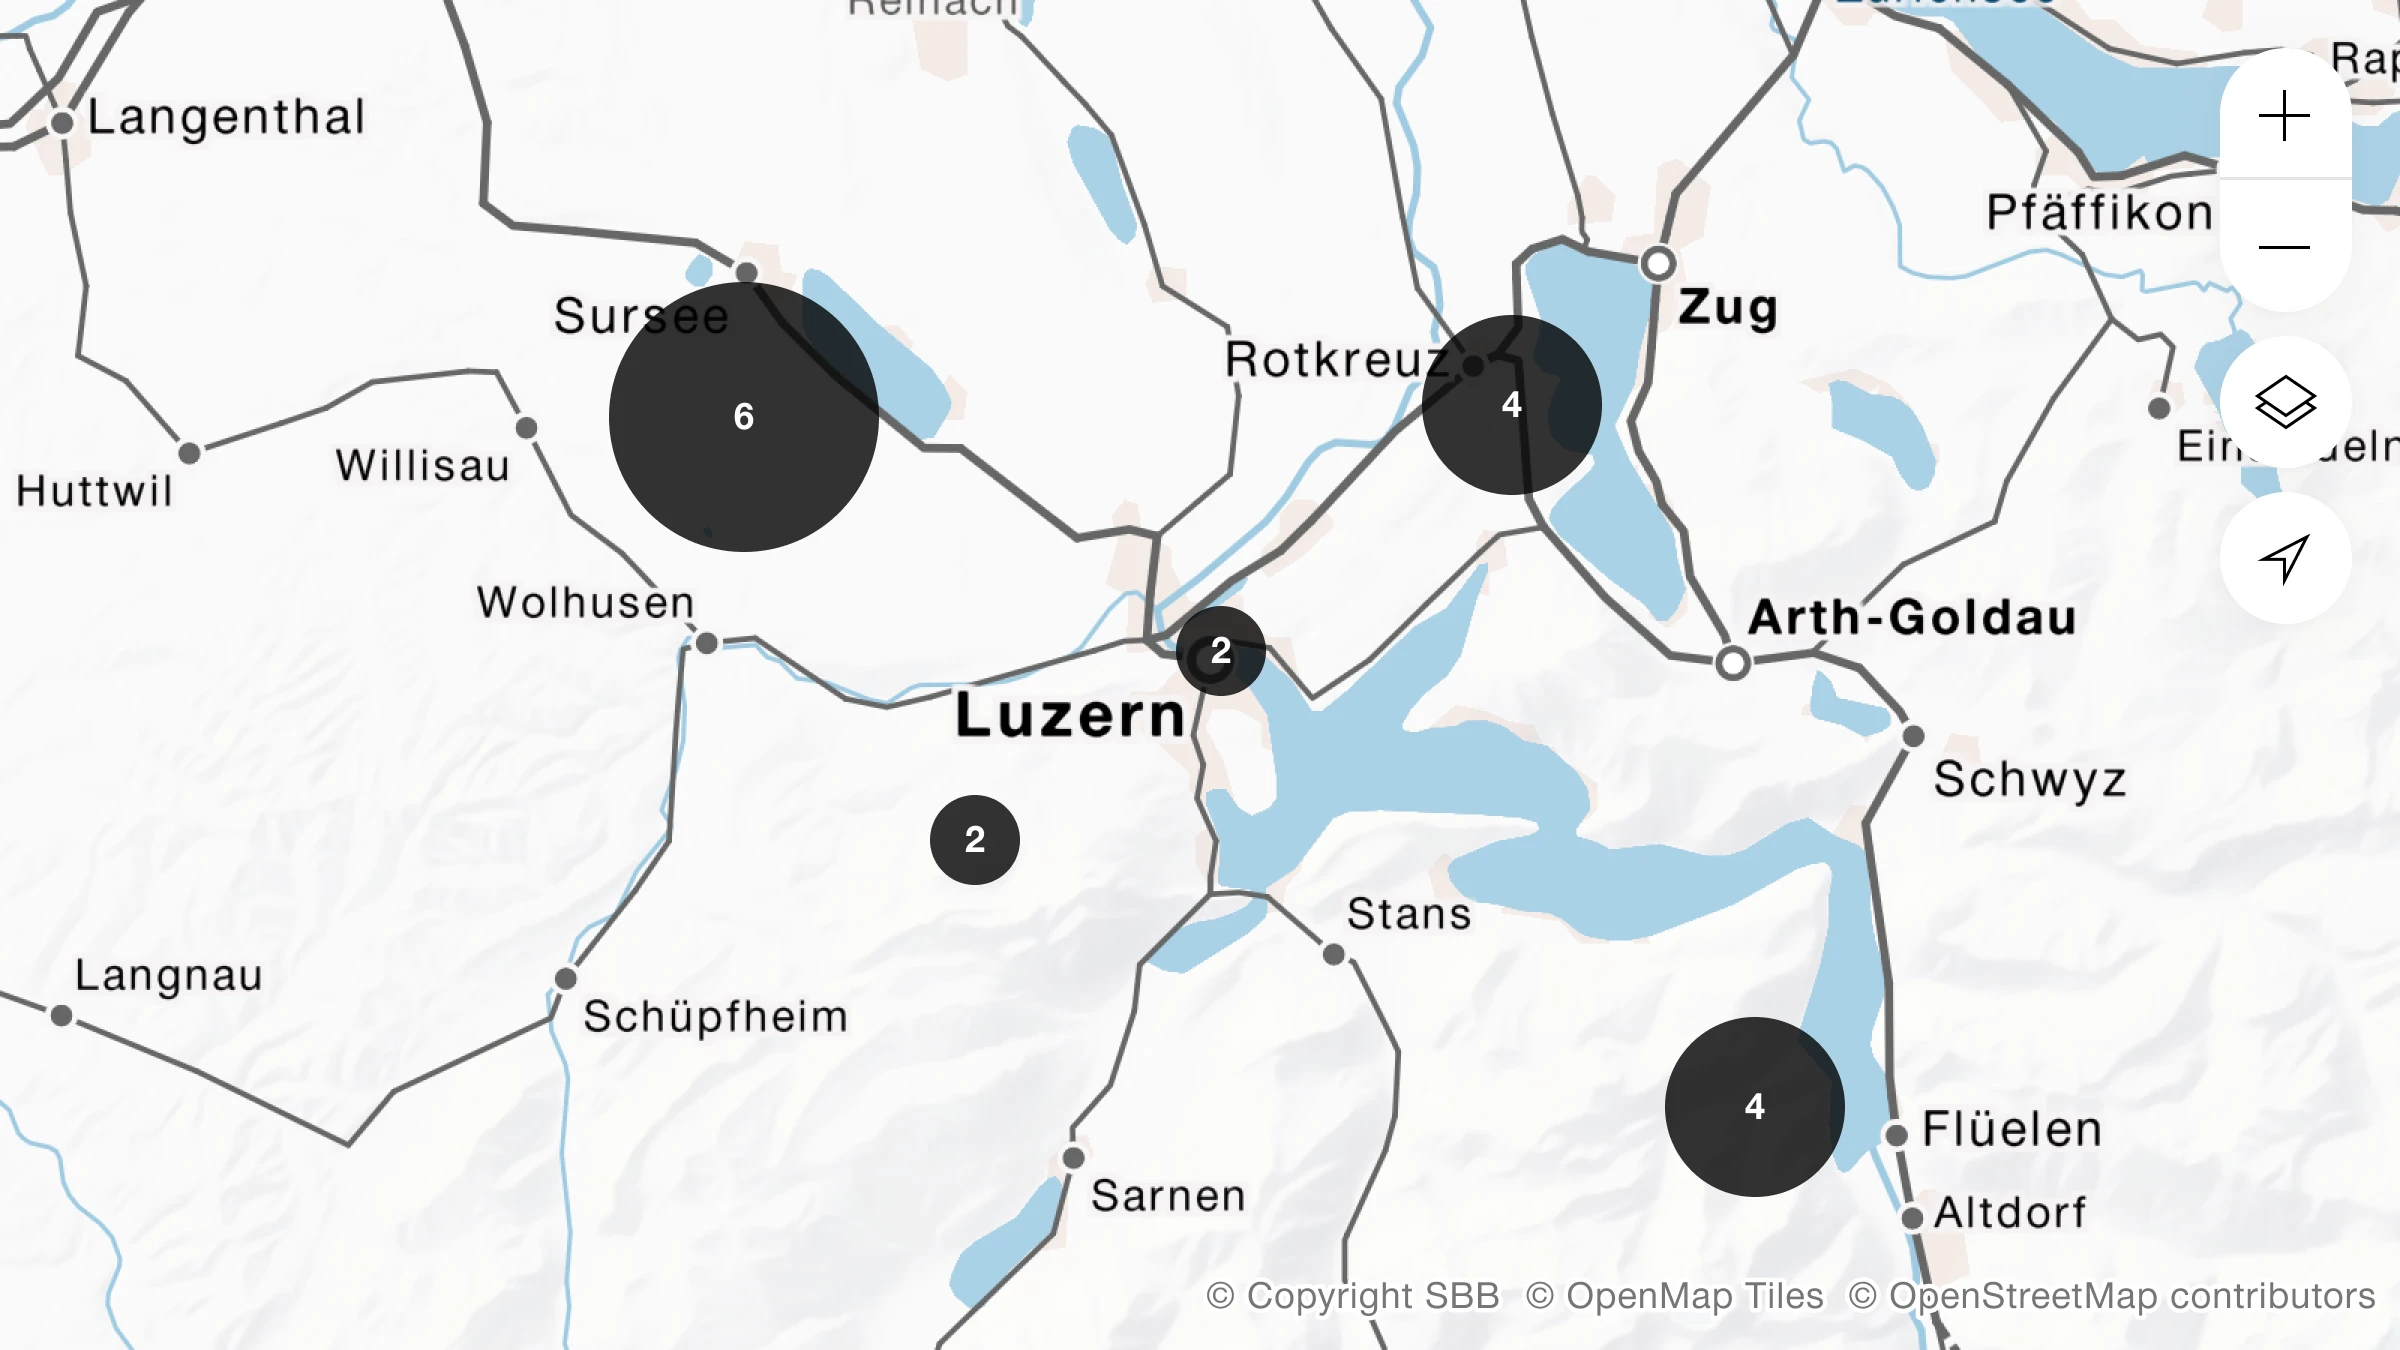 Reinach
Langenthal
Pfäffikon
Sursee
Zug
Rotkreuz
6
4
Willisau
Huttwil
Wolhusen
Arth-Goldau
2
Luzern
Schwyz
2
Stans
Langnau
Schüpfheim
4
Flüelen
Sarnen
Altdorf
© Copyright SBB © OpenMap Tiles © OpenStreetMap contributors